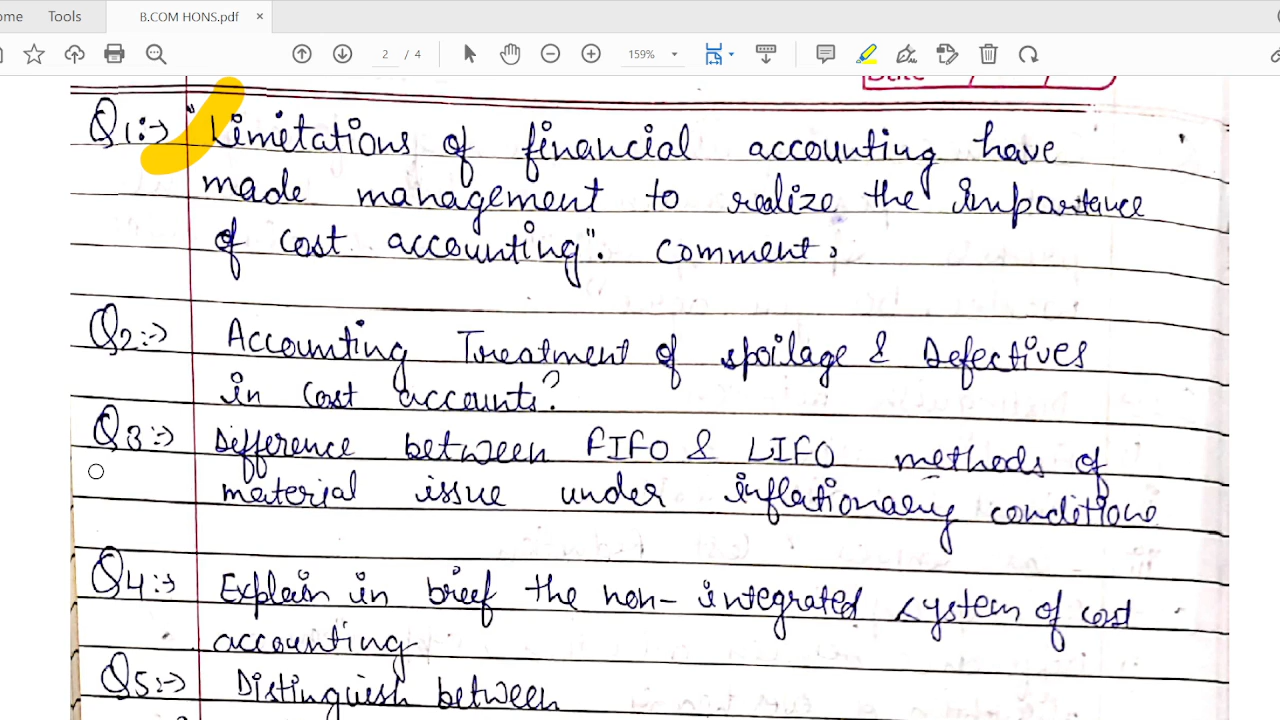 ome Tools B.COM HONS.pdf ×
2 / 4 159%
Q1:-> "Limitations of financial accounting have
made management to realize the importance
of cost accounting". Comment.
Q2:-> Accounting Treatment of spoilage & Defectives
in Cost accounts?
Q3:-> Difference between FIFO & LIFO methods of
material issue under inflationary conditions
Q4:-> Explain in brief the non-integrated system of cost
accounting
Q5:-> Distinguish between